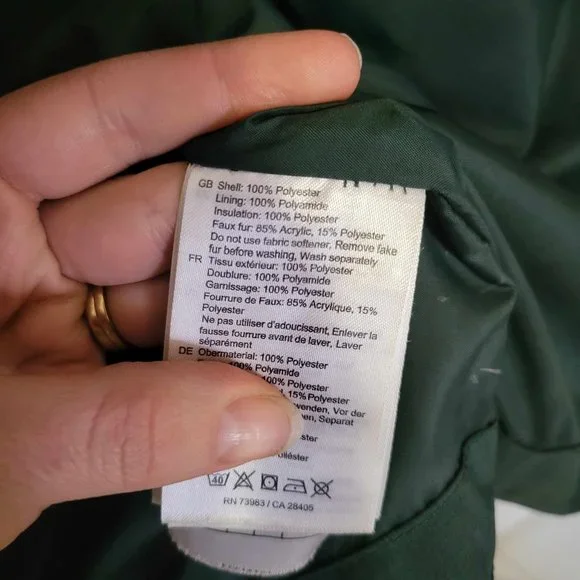 GB Shell: 100% Polyester
Lining: 100% Polyamide
Insulation: 100% Polyester
Faux fur: 85% Acrylic, 15% Polyester
Do not use fabric softener, Remove fake
fur before washing, Wash separately
FR Tissu extérieur: 100% Polyester
Doublure: 100% Polyamide
Garnissage: 100% Polyester
Fourrure de Faux: 85% Acrylique, 15%
Polyester
Ne pas utiliser d'adoucissant, Enlever la
fausse fourrure avant de laver, Laver
séparément
DE Obermaterial: 100% Polyester
100% Polyamide
100% Polyester
15% Polyester
Vor der
Separat
40
RN 73983 / CA 28405